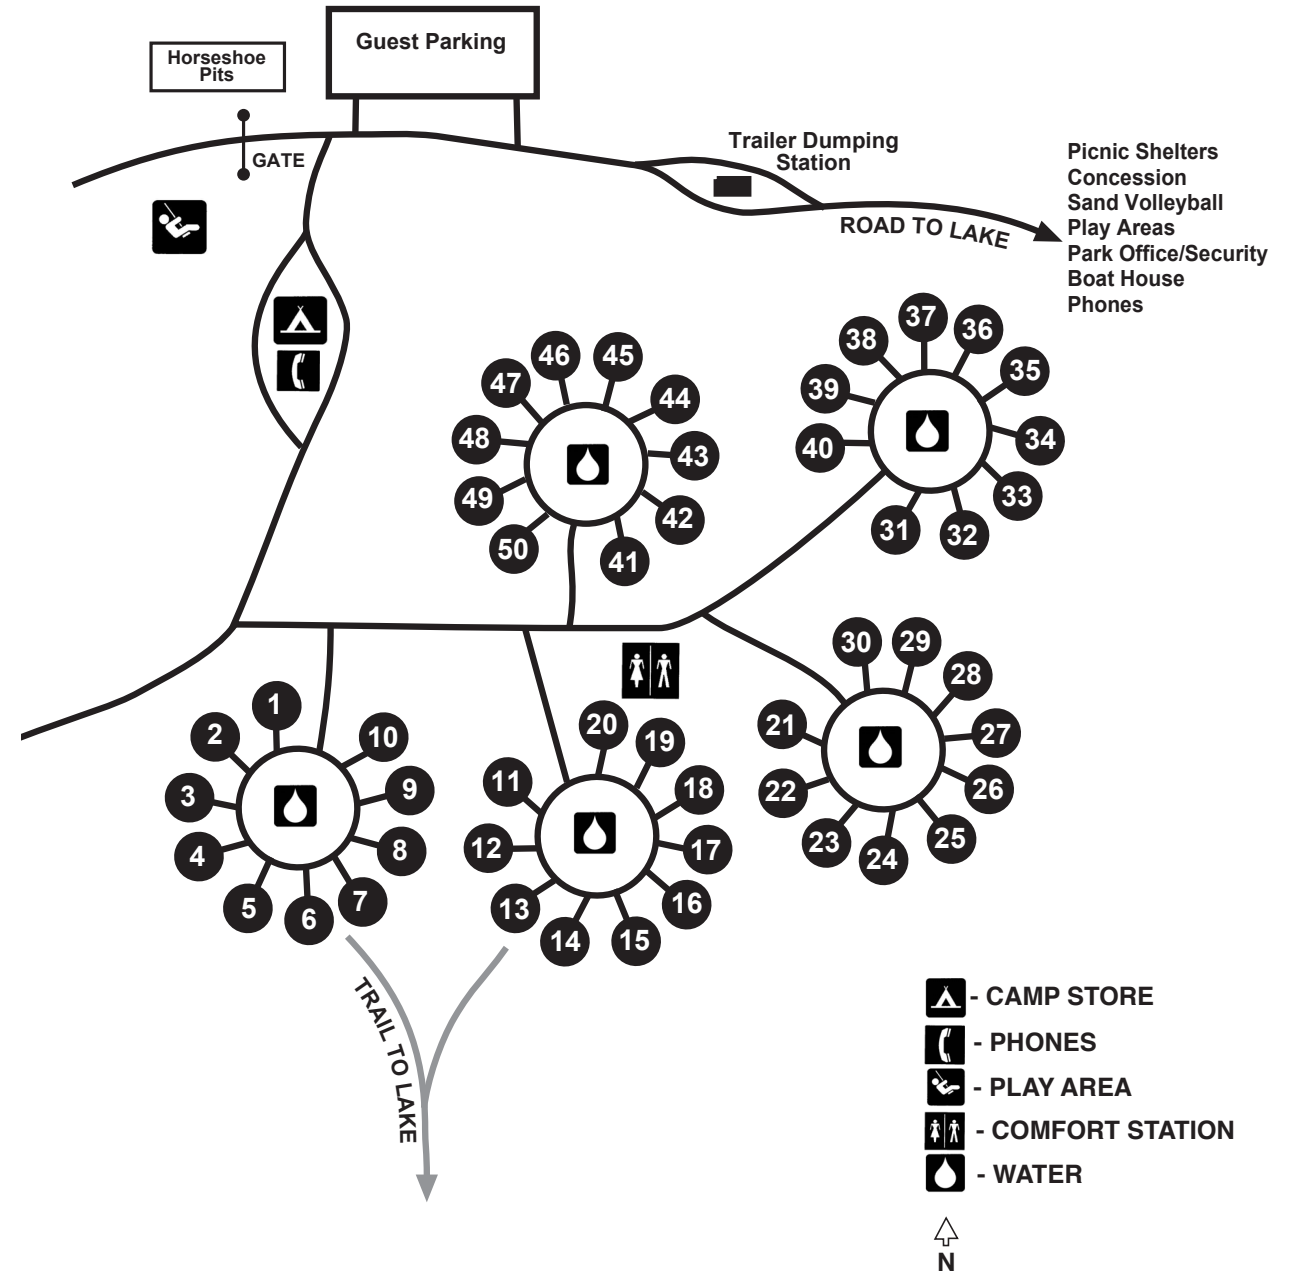 Guest Parking
Horseshoe
Pits
GATE
Trailer Dumping
Station
ROAD TO LAKE
Picnic Shelters
Concession
Sand Volleyball
Play Areas
Park Office/Security
Boat House
Phones
37
36
38
35
39
34
40
33
31
32
46
45
47
44
48
43
49
42
50
41
30
29
28
21
27
22
26
23
25
24
1
2
10
3
9
4
8
5
7
6
20
19
11
18
12
17
13
16
14
15
TRAIL TO LAKE
- CAMP STORE
- PHONES
- PLAY AREA
- COMFORT STATION
- WATER
N